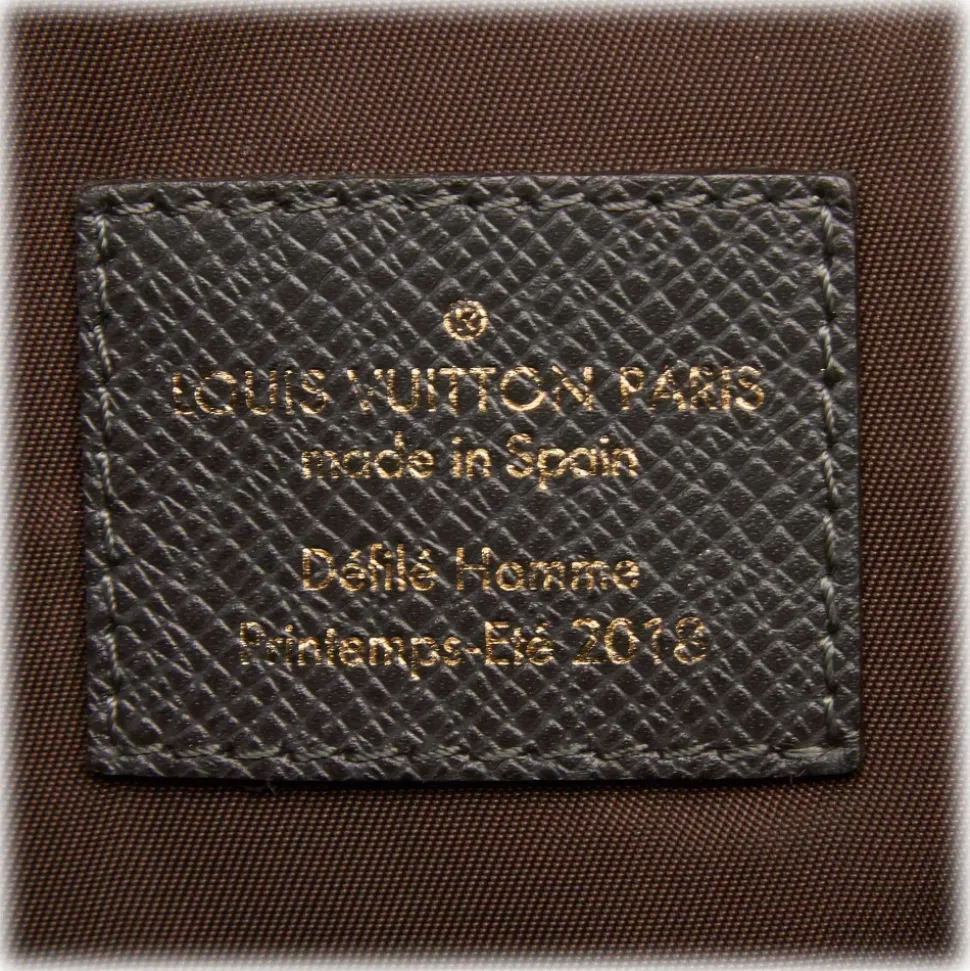 ®
LOUIS VUITTON PARIS
made in Spain
Défilé Homme
Printemps-Eté 2018